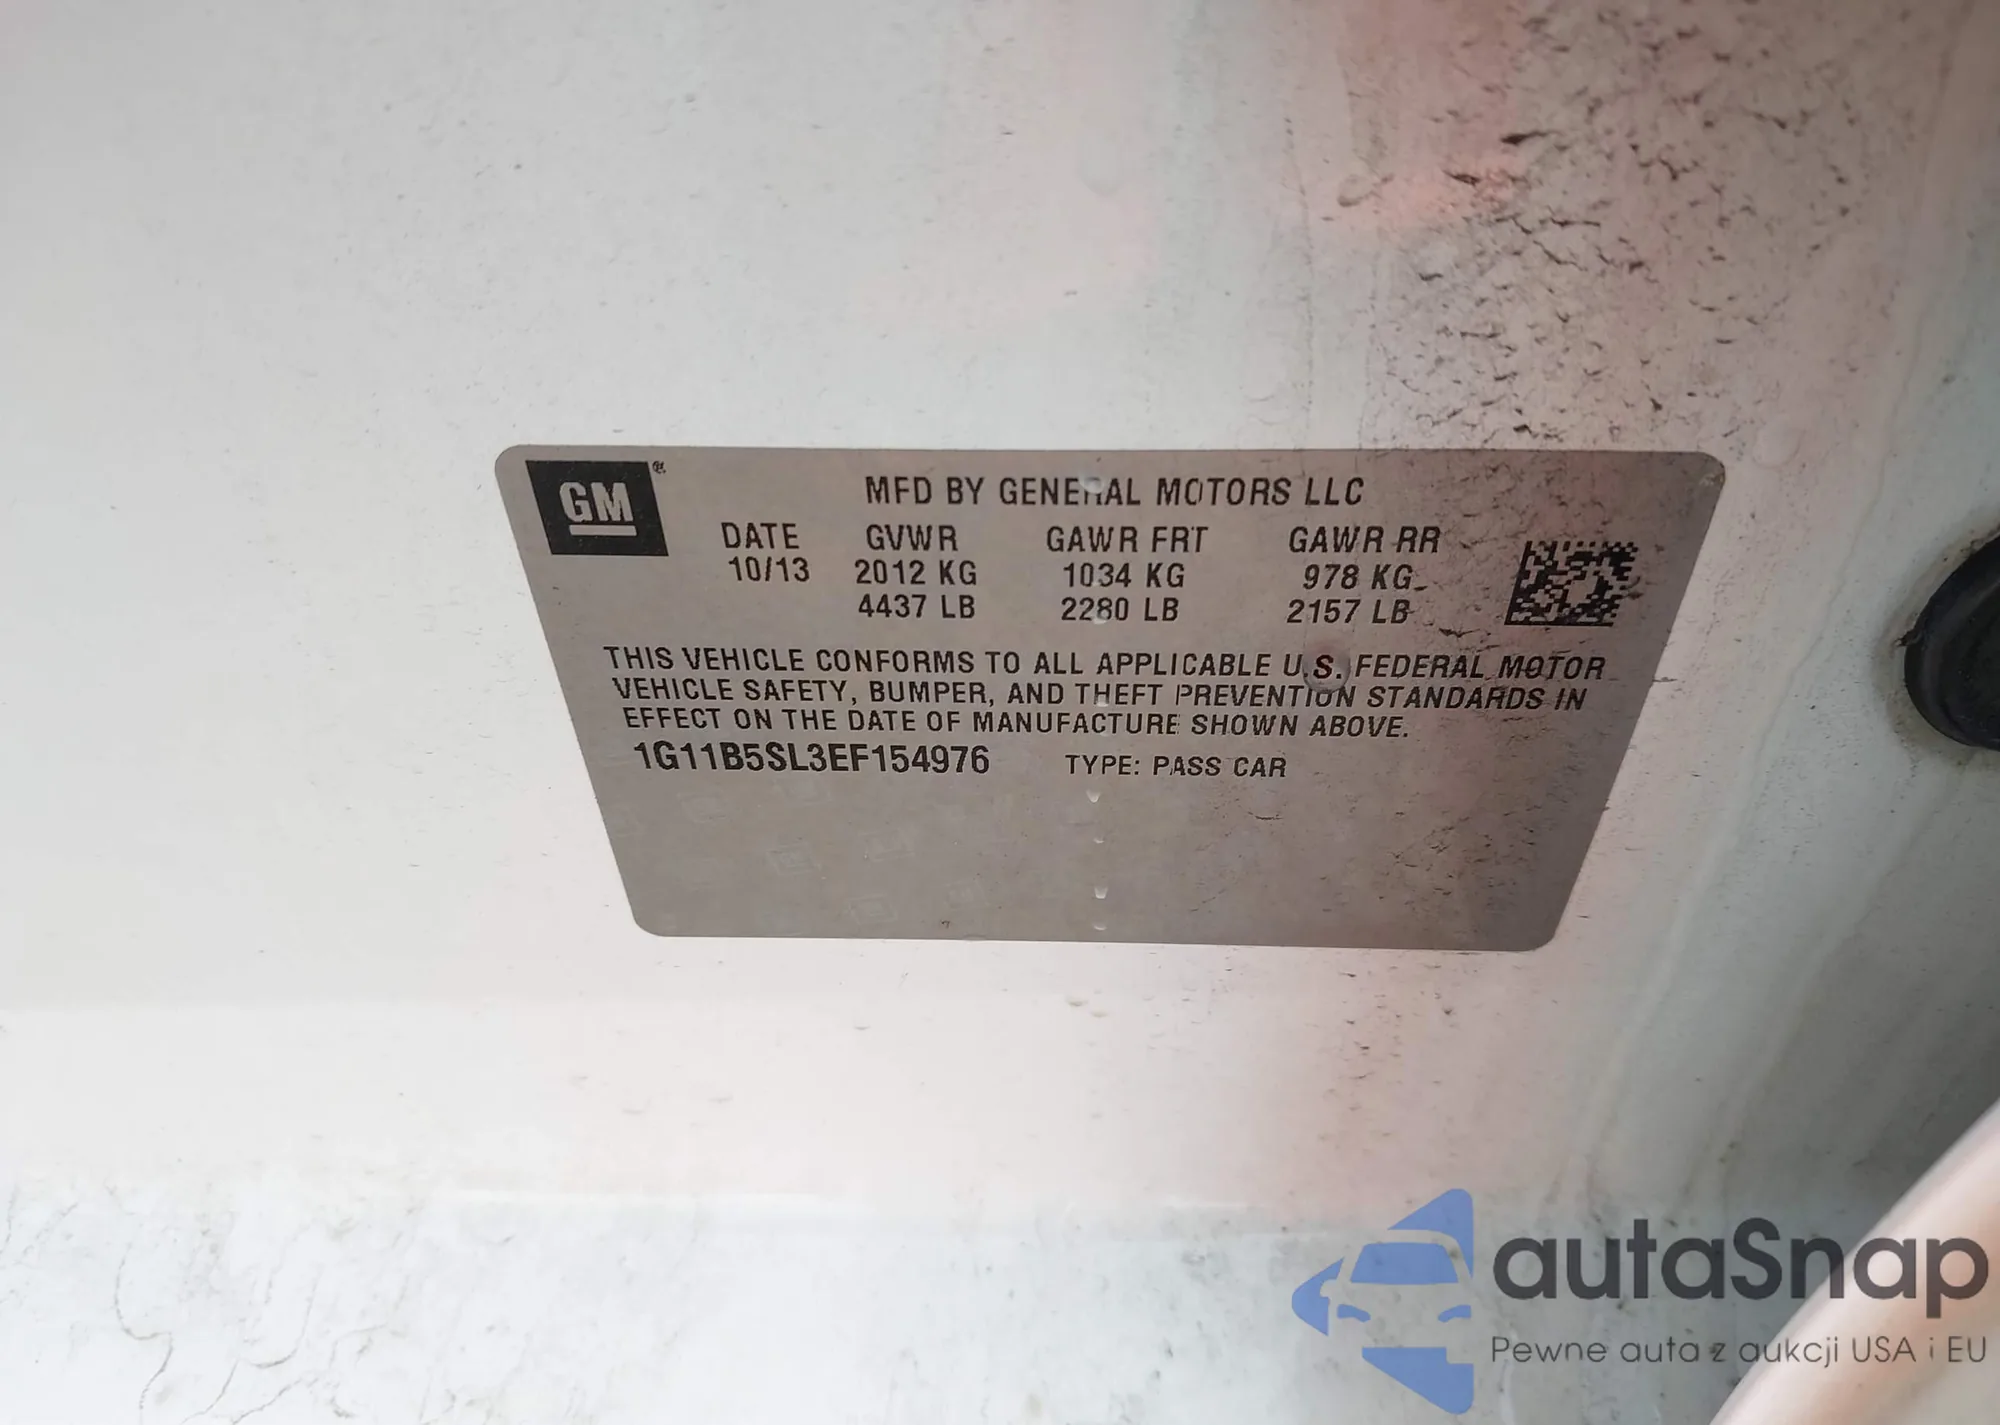 GM ®
MFD BY GENERAL MOTORS LLC
DATE GVWR GAWR FRT GAWR RR
10/13 2012 KG 1034 KG 978 KG
4437 LB 2280 LB 2157 LB
THIS VEHICLE CONFORMS TO ALL APPLICABLE U.S. FEDERAL MOTOR
VEHICLE SAFETY, BUMPER, AND THEFT PREVENTION STANDARDS IN
EFFECT ON THE DATE OF MANUFACTURE SHOWN ABOVE.
1G11B5SL3EF154976 TYPE: PASS CAR
autaSnap
Pewne auta z aukcji USA i EU